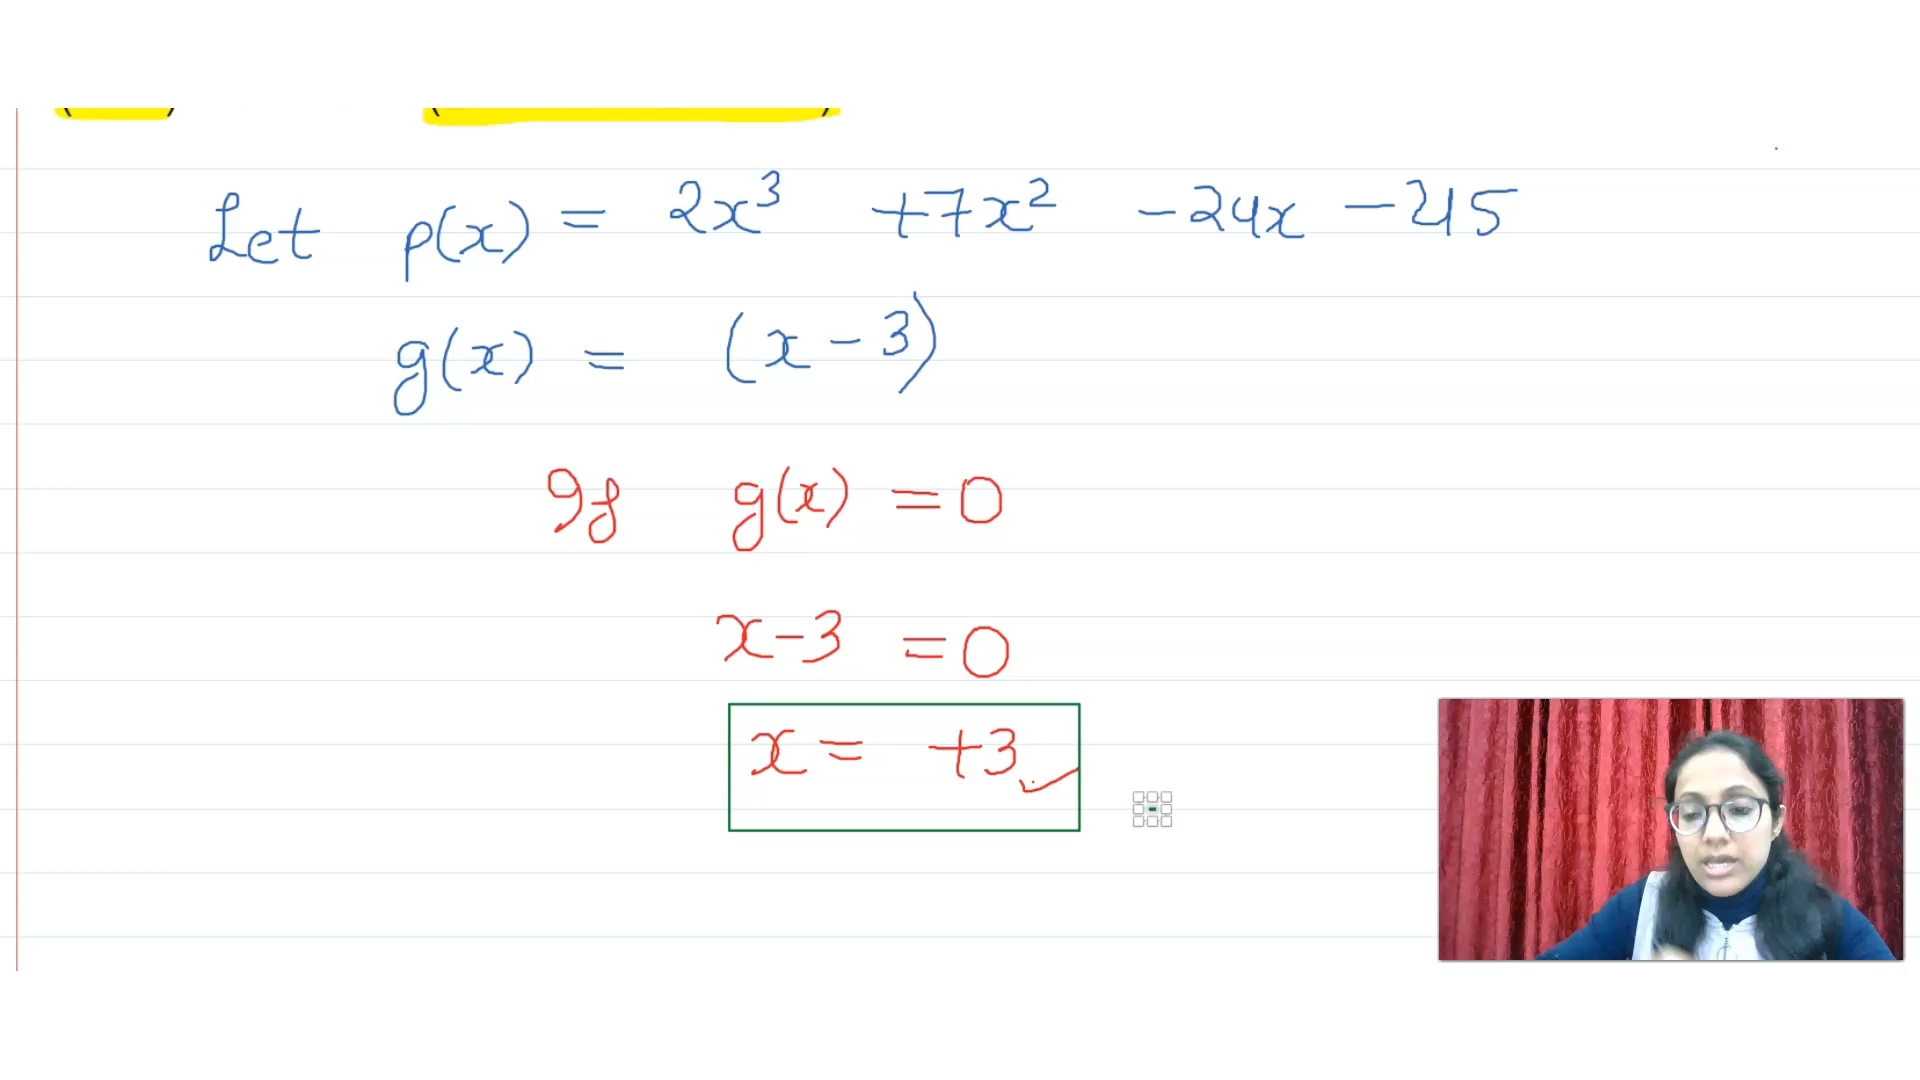 Let p(x) = 2x³ +7x² -24x -45
g(x) = (x - 3)
If g(x) = 0
x-3 = 0
x = +3